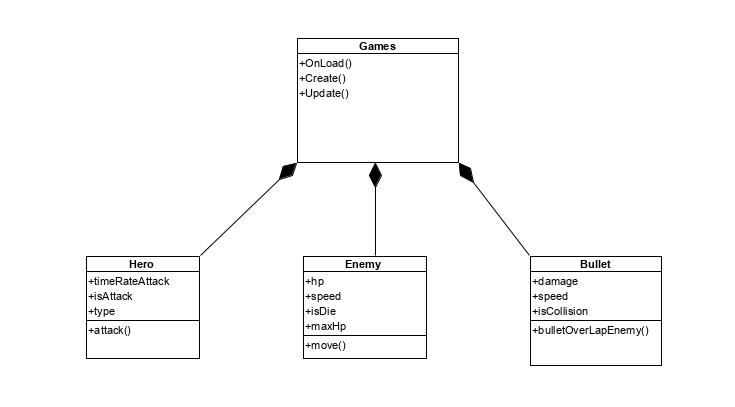 Games
+OnLoad()
+Create()
+Update()
Hero
+timeRateAttack
+isAttack
+type
+attack()
Enemy
+hp
+speed
+isDie
+maxHp
+move()
Bullet
+damage
+speed
+isCollision
+bulletOverLapEnemy()